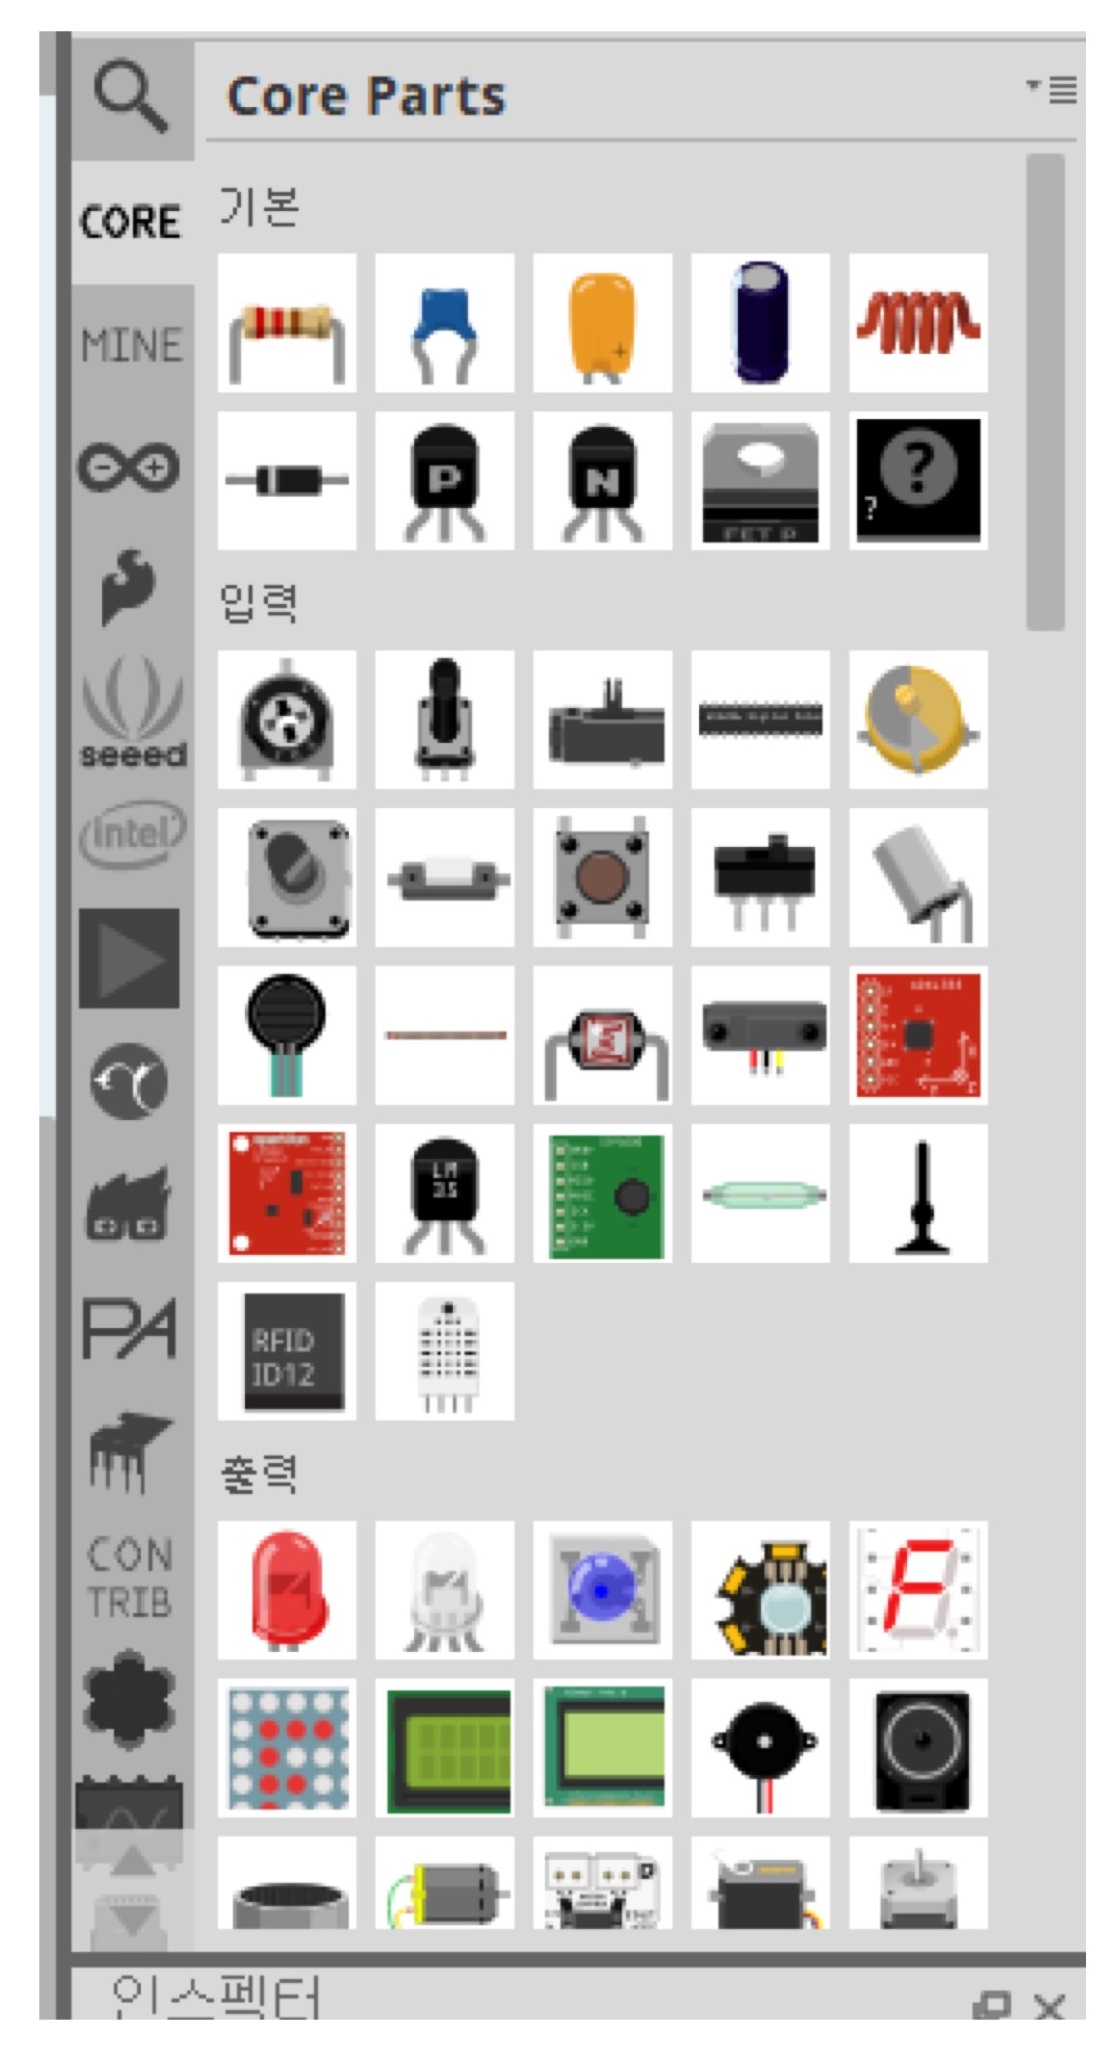 Core Parts
CORE
MINE
seeed
intel
PA
CON
TRIB
기본
P
N
FET P
?
?
입력
LM
35
RFID
ID12
출력
인스펙터